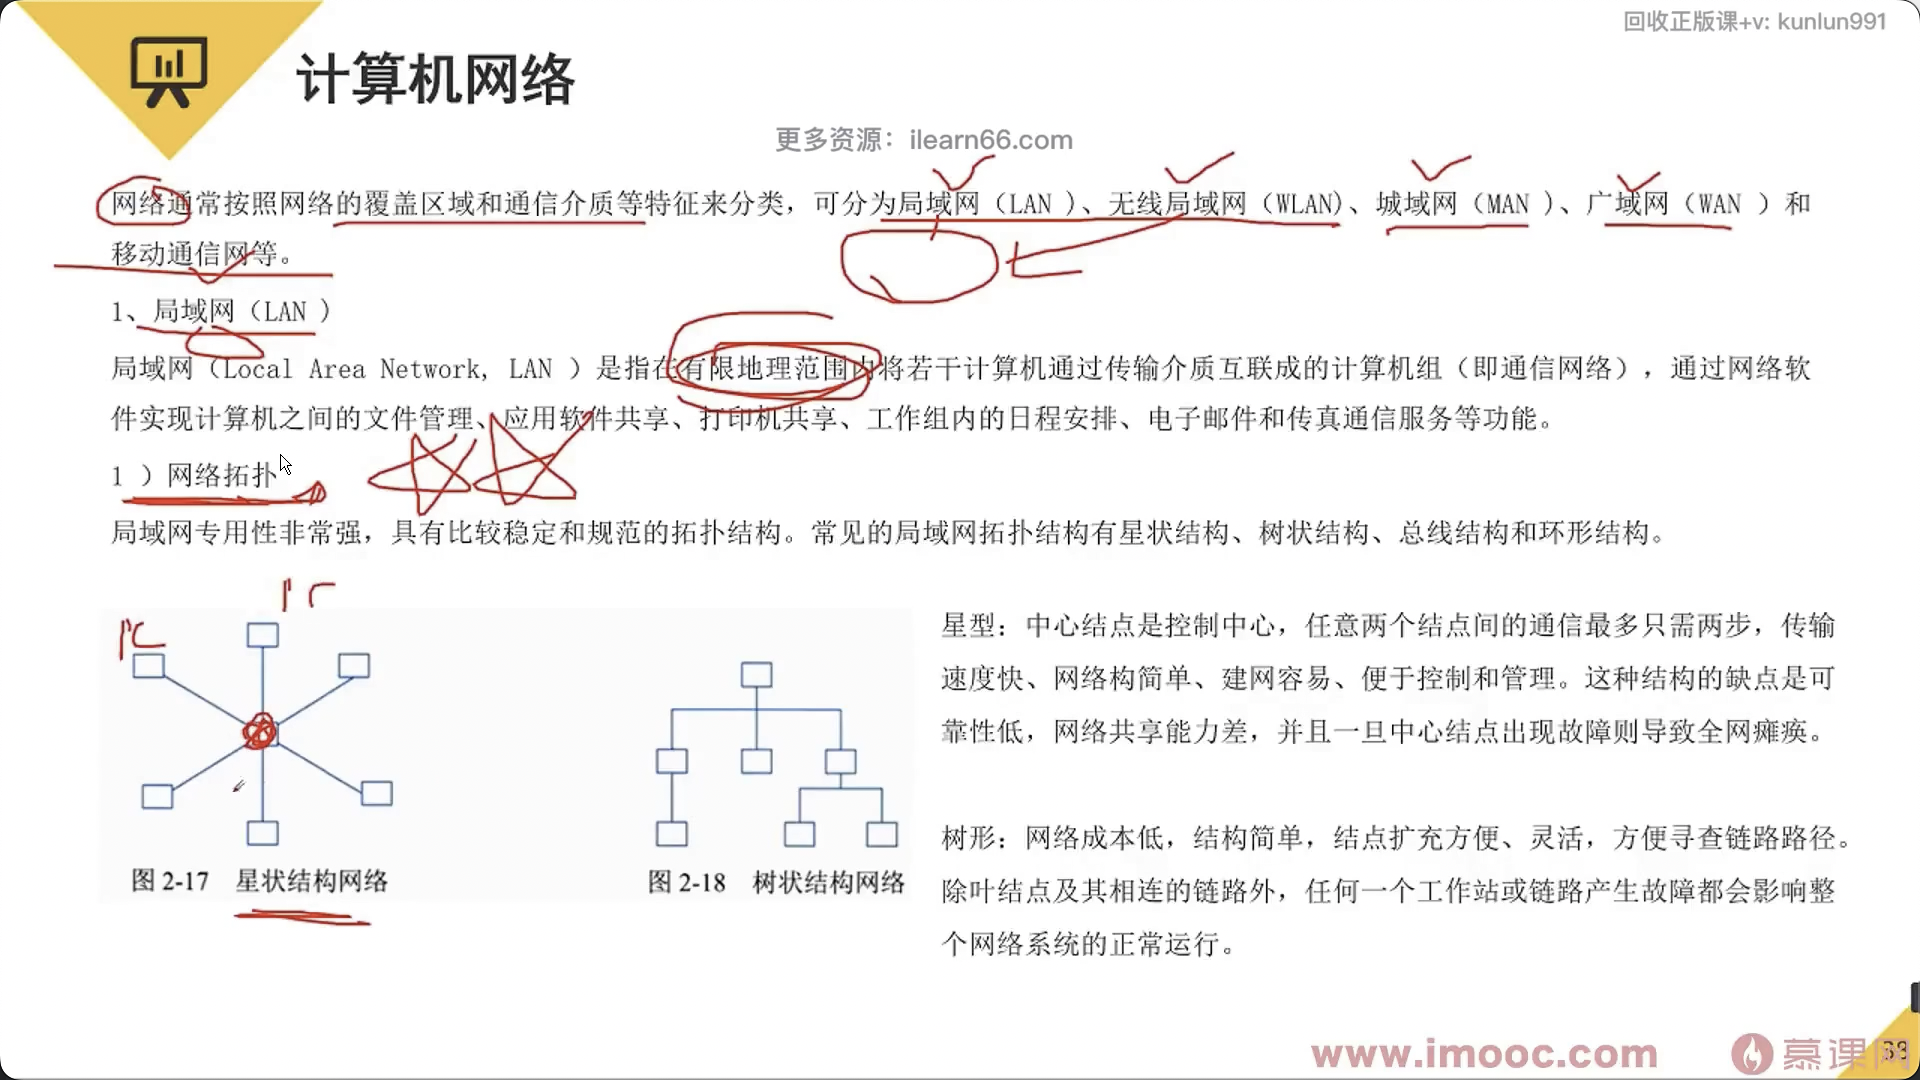 回收正版课+v: kunlun991
计算机网络
更多资源：ilearn66.com
网络通常按照网络的覆盖区域和通信介质等特征来分类，可分为局域网（LAN ）、无线局域网（WLAN）、城域网（MAN ）、广域网（WAN ）和
移动通信网等。
1、局域网（LAN ）
局域网（Local Area Network, LAN ）是指在有限地理范围内将若干计算机通过传输介质互联成的计算机组（即通信网络），通过网络软
件实现计算机之间的文件管理、应用软件共享、打印机共享、工作组内的日程安排、电子邮件和传真通信服务等功能。
1 ）网络拓扑
局域网专用性非常强，具有比较稳定和规范的拓扑结构。常见的局域网拓扑结构有星状结构、树状结构、总线结构和环形结构。
PC
星型：中心结点是控制中心，任意两个结点间的通信最多只需两步，传输
速度快、网络构简单、建网容易、便于控制和管理。这种结构的缺点是可
靠性低，网络共享能力差，并且一旦中心结点出现故障则导致全网瘫痪。
树形：网络成本低，结构简单，结点扩充方便、灵活，方便寻查链路路径。
除叶结点及其相连的链路外，任何一个工作站或链路产生故障都会影响整
个网络系统的正常运行。
图 2-17 星状结构网络
图 2-18 树状结构网络
www.imooc.com
慕课网